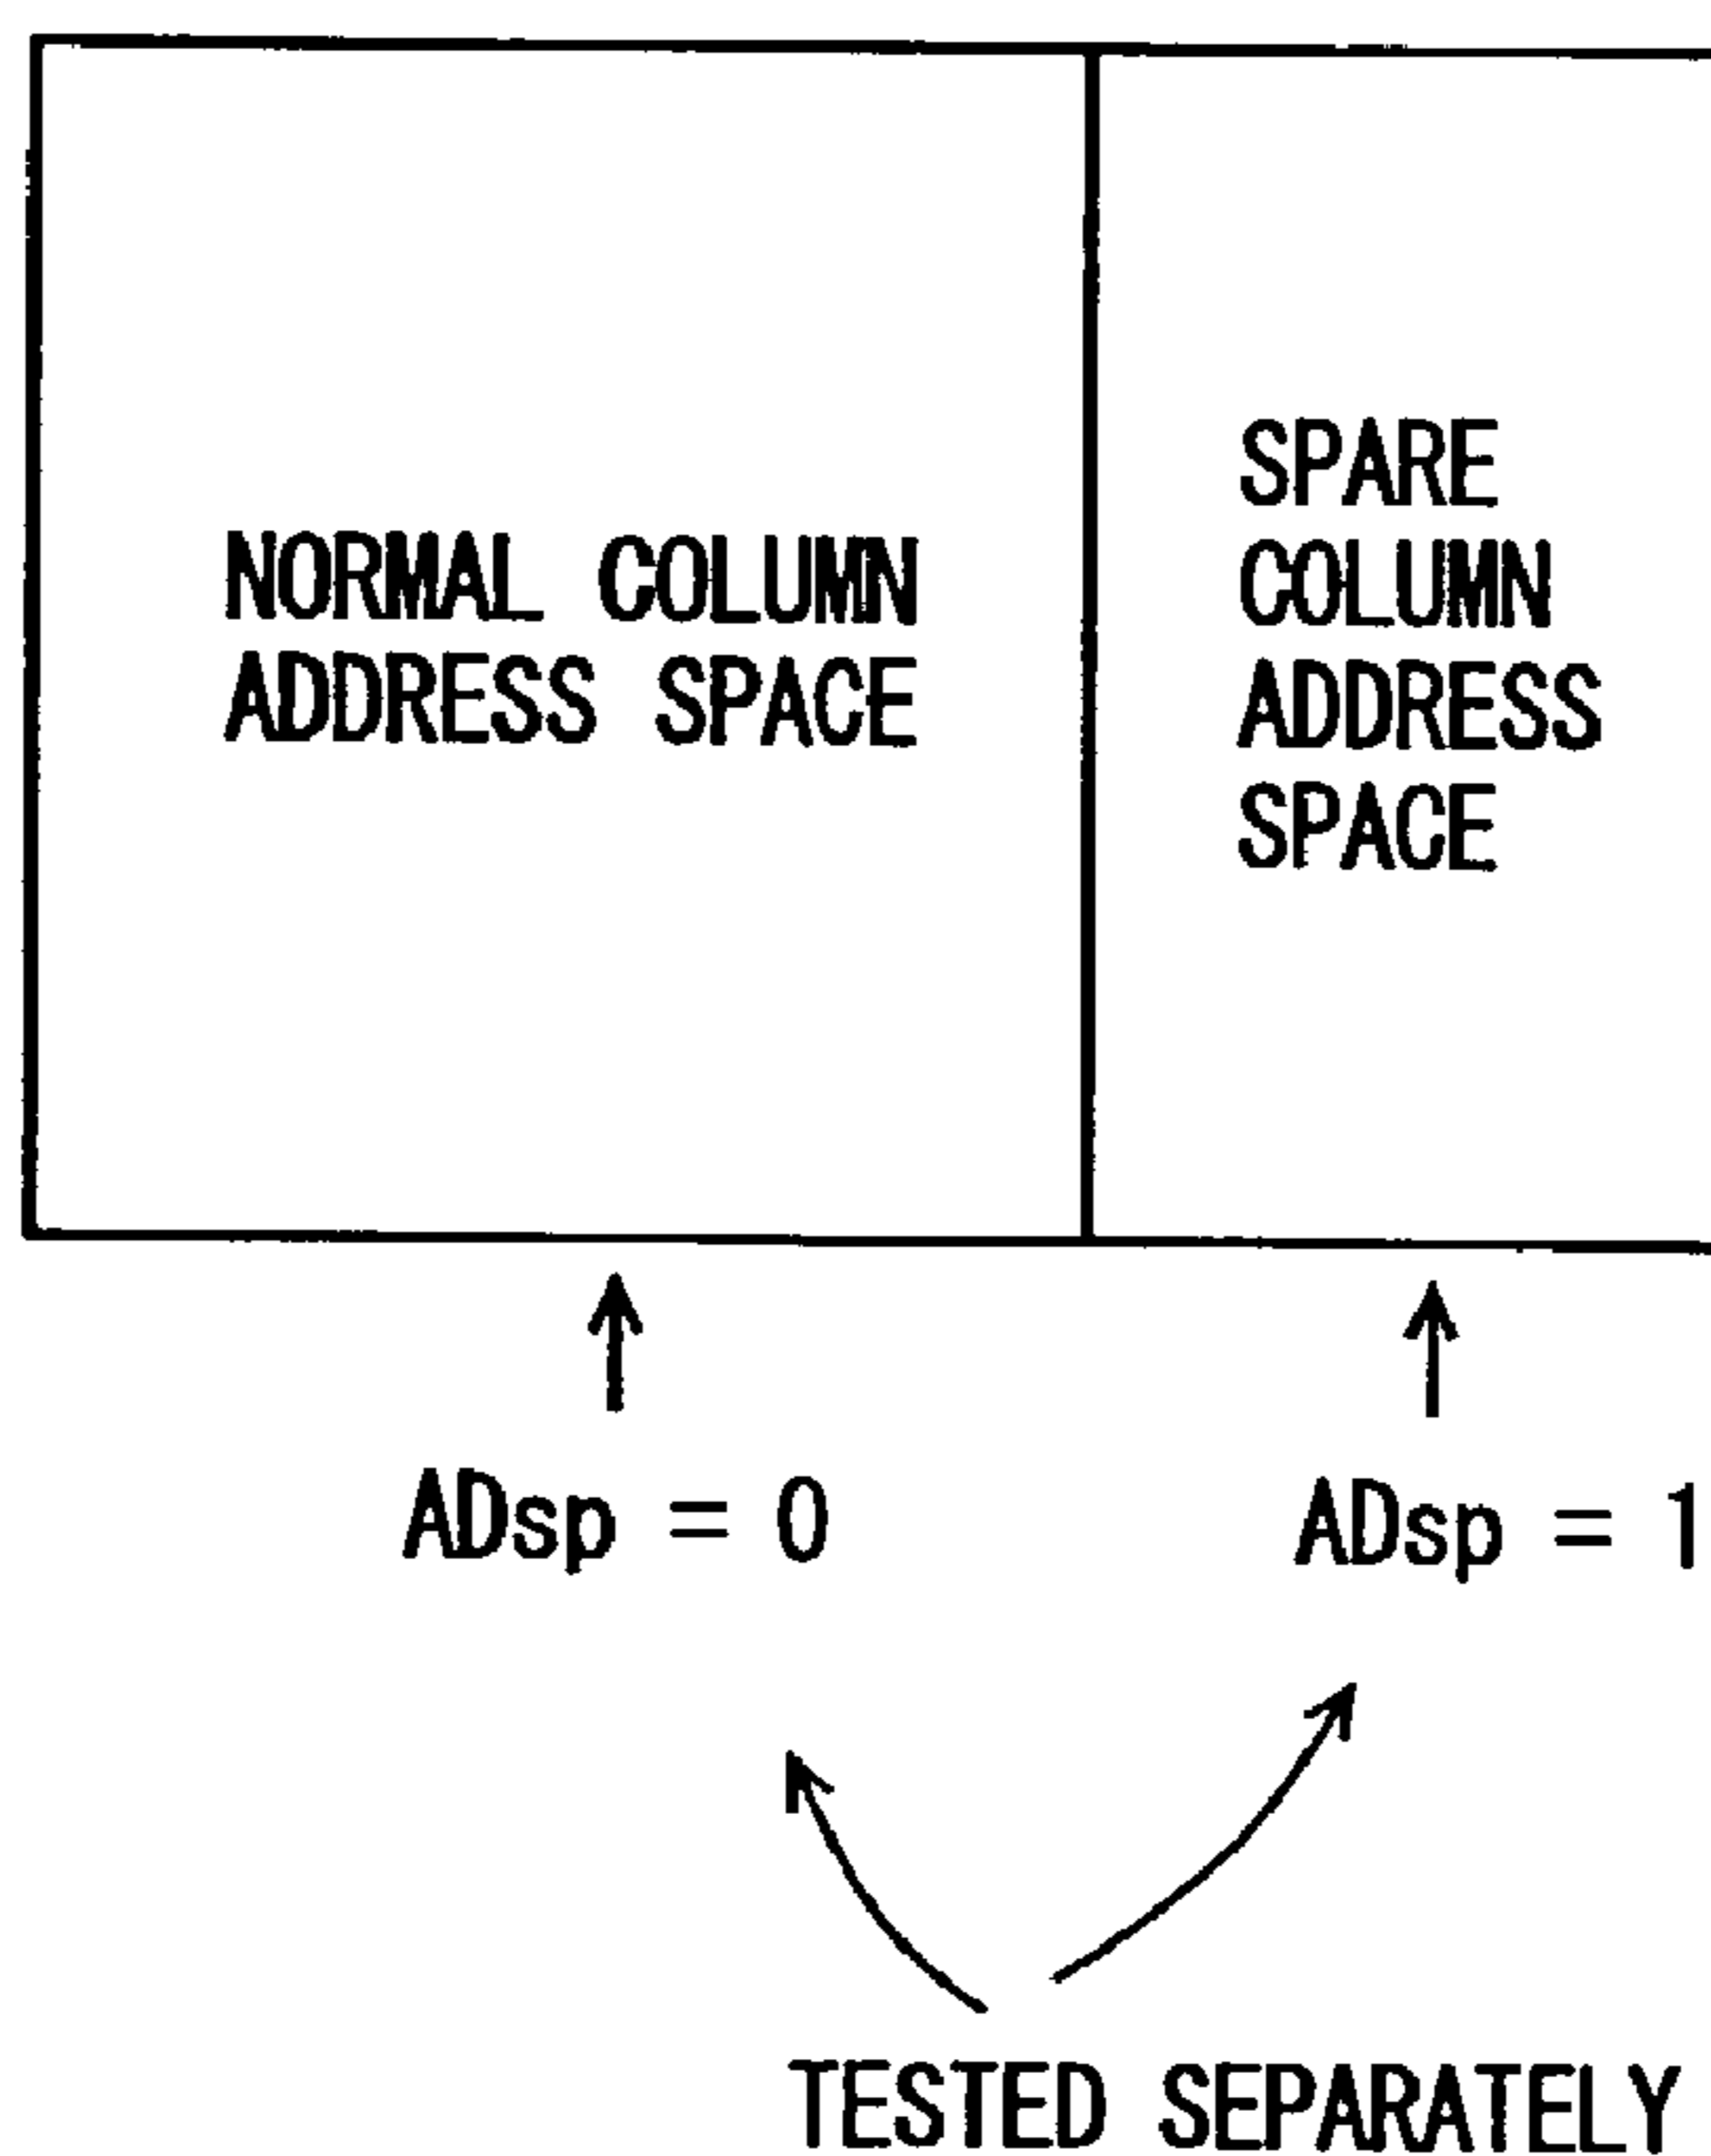 NORMAL COLUMN
ADDRESS SPACE
SPARE
COLUMN
ADDRESS
SPACE
ADsp = 0
ADsp = 1
TESTED SEPARATELY